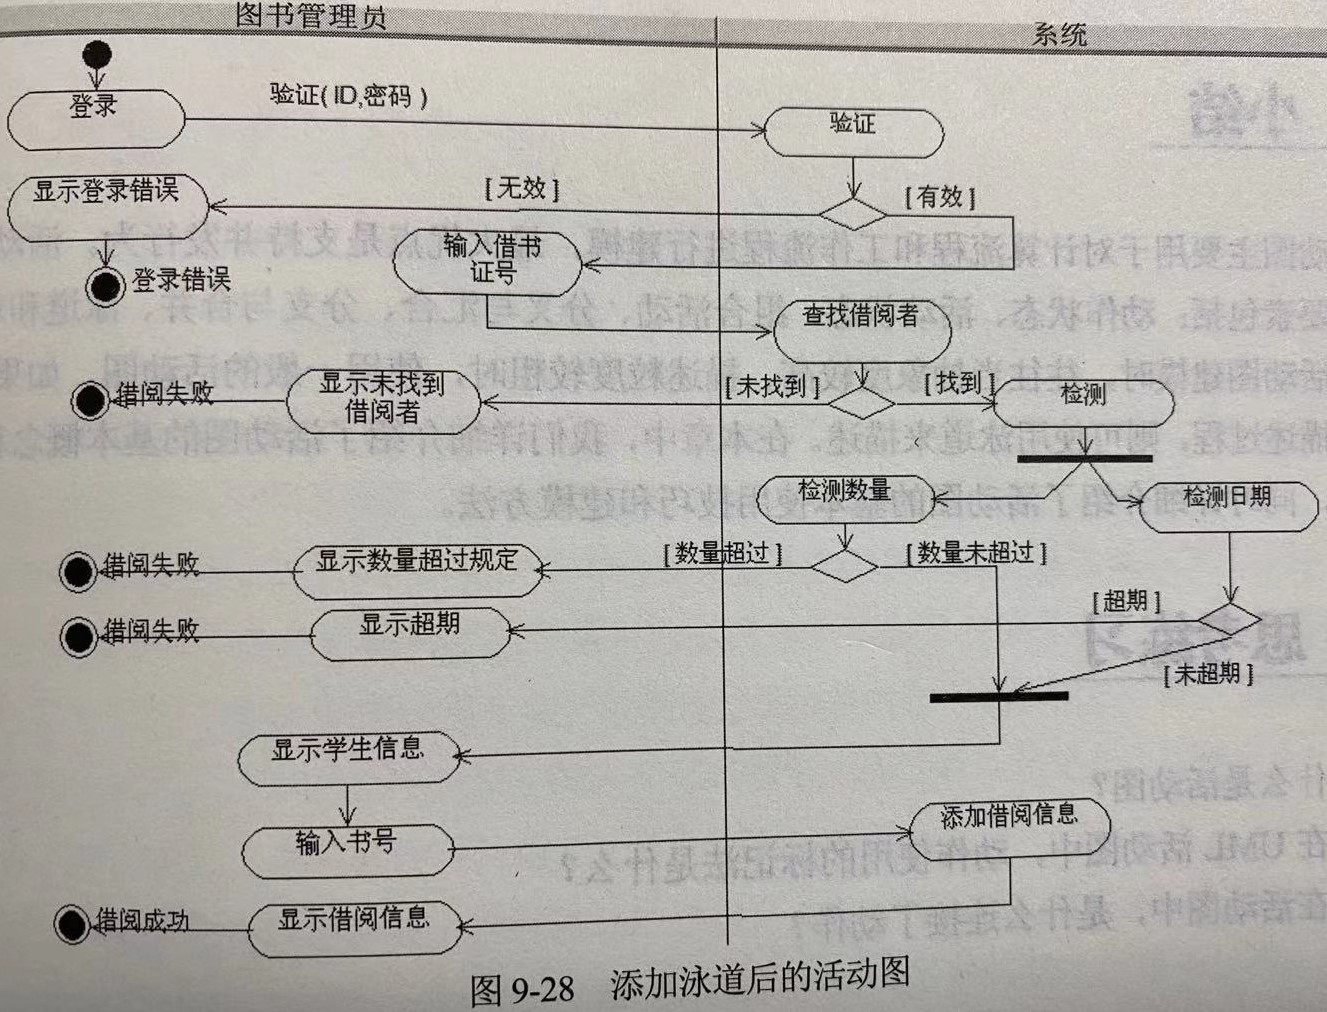 图书管理员
系统
登录
验证( ID,密码 )
验证
显示登录错误
[ 无效 ]
[ 有效 ]
输入借书
证号
登录错误
查找借阅者
借阅失败
显示未找到
借阅者
[ 未找到 ]
[ 找到 ]
检测
检测数量
检测日期
借阅失败
显示数量超过规定
[ 数量超过 ]
[ 数量未超过 ]
借阅失败
显示超期
[ 超期 ]
[ 未超期 ]
显示学生信息
输入书号
添加借阅信息
借阅成功
显示借阅信息
图 9-28 添加泳道后的活动图